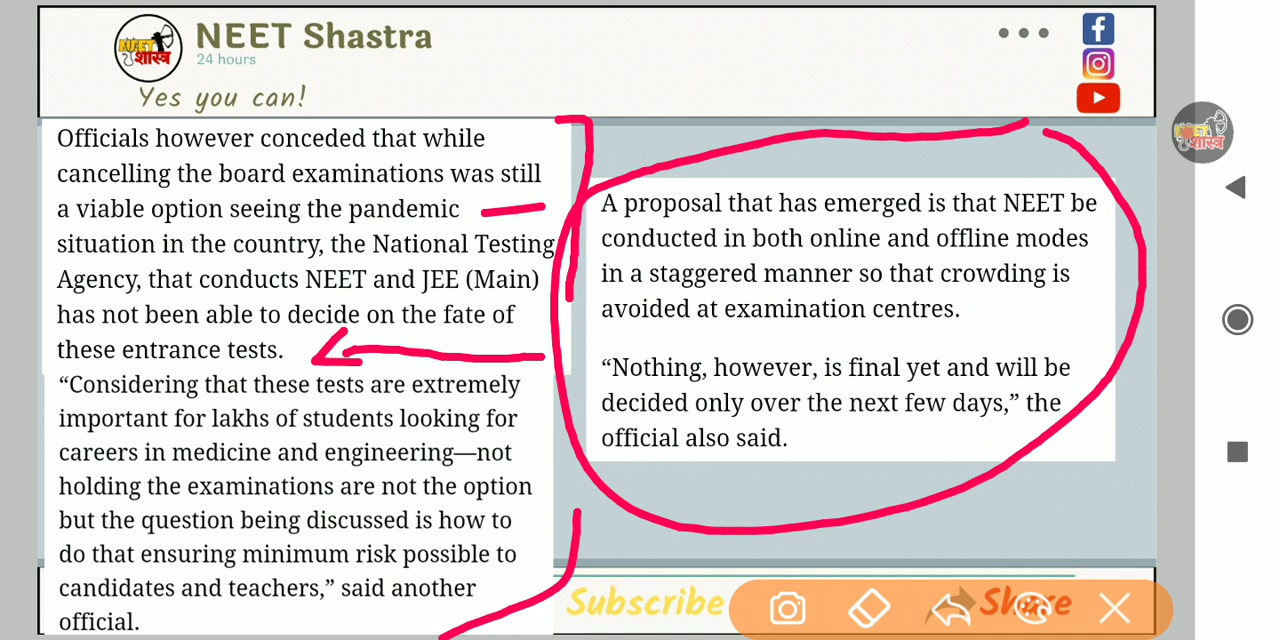 NEET Shastra
24 hours
Yes you can!
NEET
शास्त्र
NEET
शास्त्र
Officials however conceded that while
cancelling the board examinations was still
a viable option seeing the pandemic
situation in the country, the National Testing
Agency, that conducts NEET and JEE (Main)
has not been able to decide on the fate of
these entrance tests.
“Considering that these tests are extremely
important for lakhs of students looking for
careers in medicine and engineering—not
holding the examinations are not the option
but the question being discussed is how to
do that ensuring minimum risk possible to
candidates and teachers,” said another
official.
A proposal that has emerged is that NEET be
conducted in both online and offline modes
in a staggered manner so that crowding is
avoided at examination centres.
“Nothing, however, is final yet and will be
decided only over the next few days,” the
official also said.
Subscribe
Share